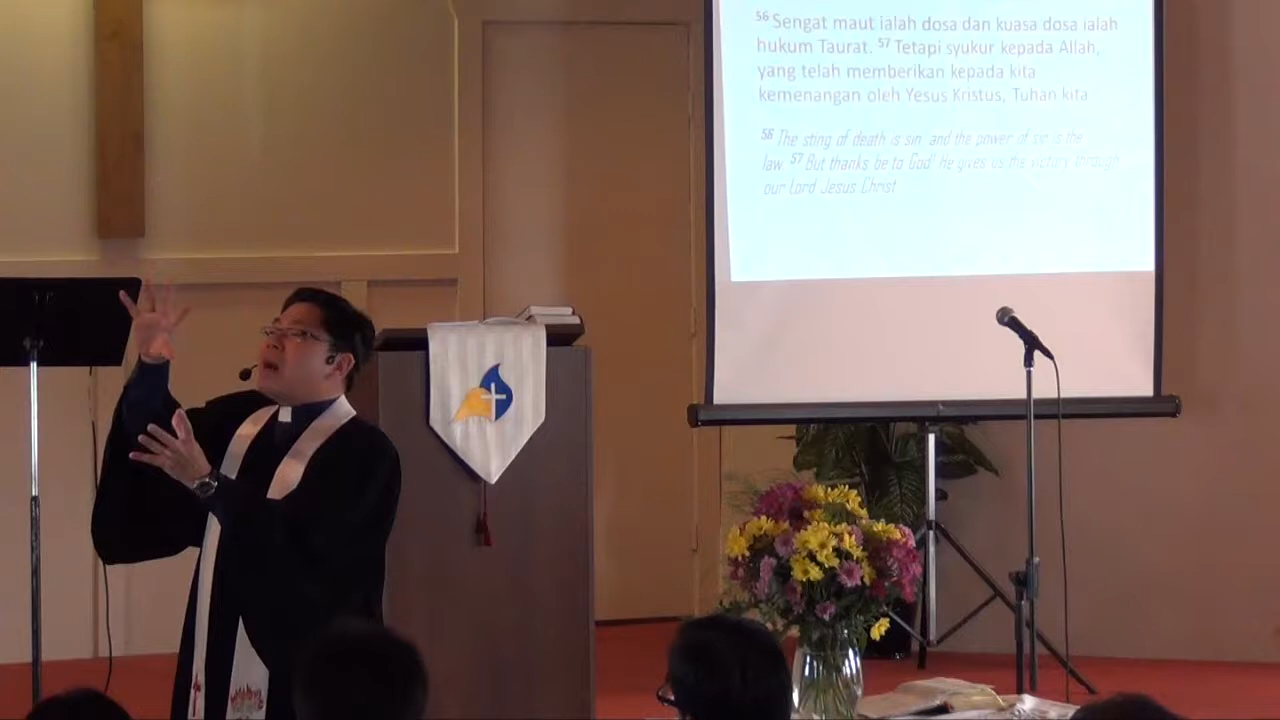 56 Sengat maut ialah dosa dan kuasa dosa ialah
hukum Taurat. 57 Tetapi syukur kepada Allah,
yang telah memberikan kepada kita
kemenangan oleh Yesus Kristus, Tuhan kita
56 The sting of death is sin, and the power of sin is the
law. 57 But thanks be to God! he gives us the victory through
our Lord Jesus Christ